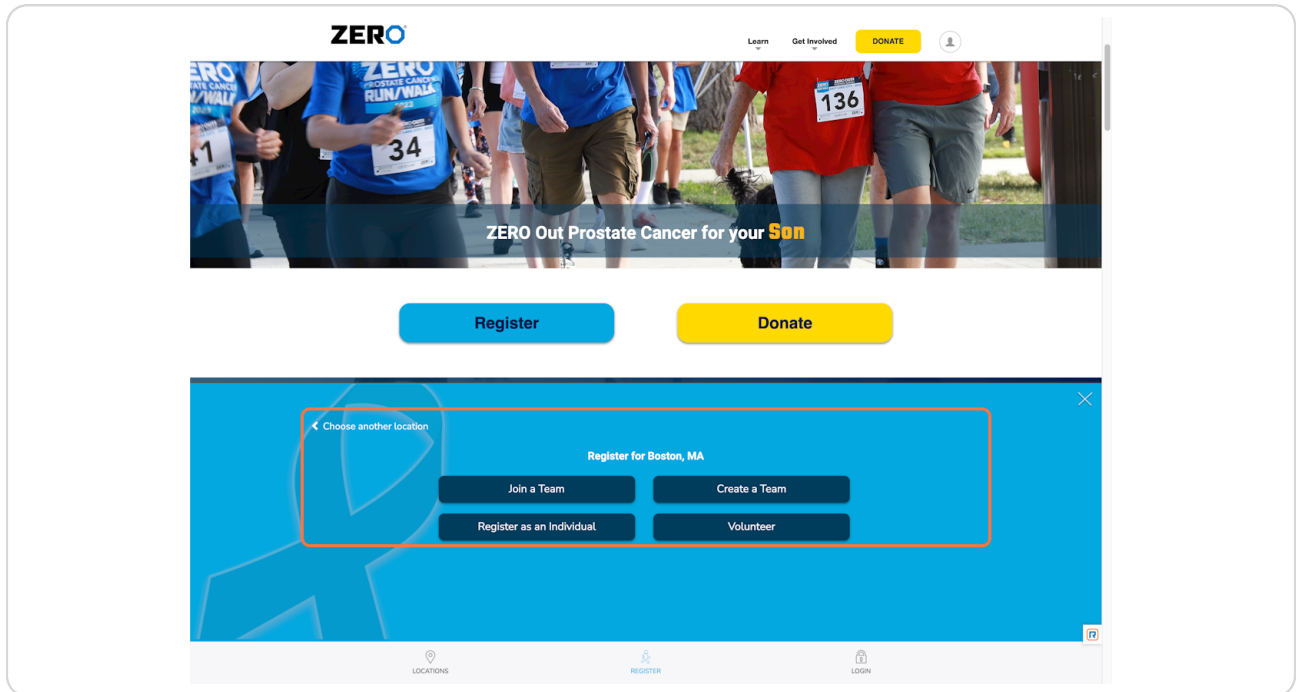 ZERO
Learn
Get Involved
DONATE
ZERO
PROSTATE CANCER
RUN/WALK
2023
34
136
ZERO Out Prostate Cancer for your Son
Register
Donate
Choose another location
Register for Boston, MA
Join a Team
Create a Team
Register as an Individual
Volunteer
LOCATIONS
REGISTER
LOGIN